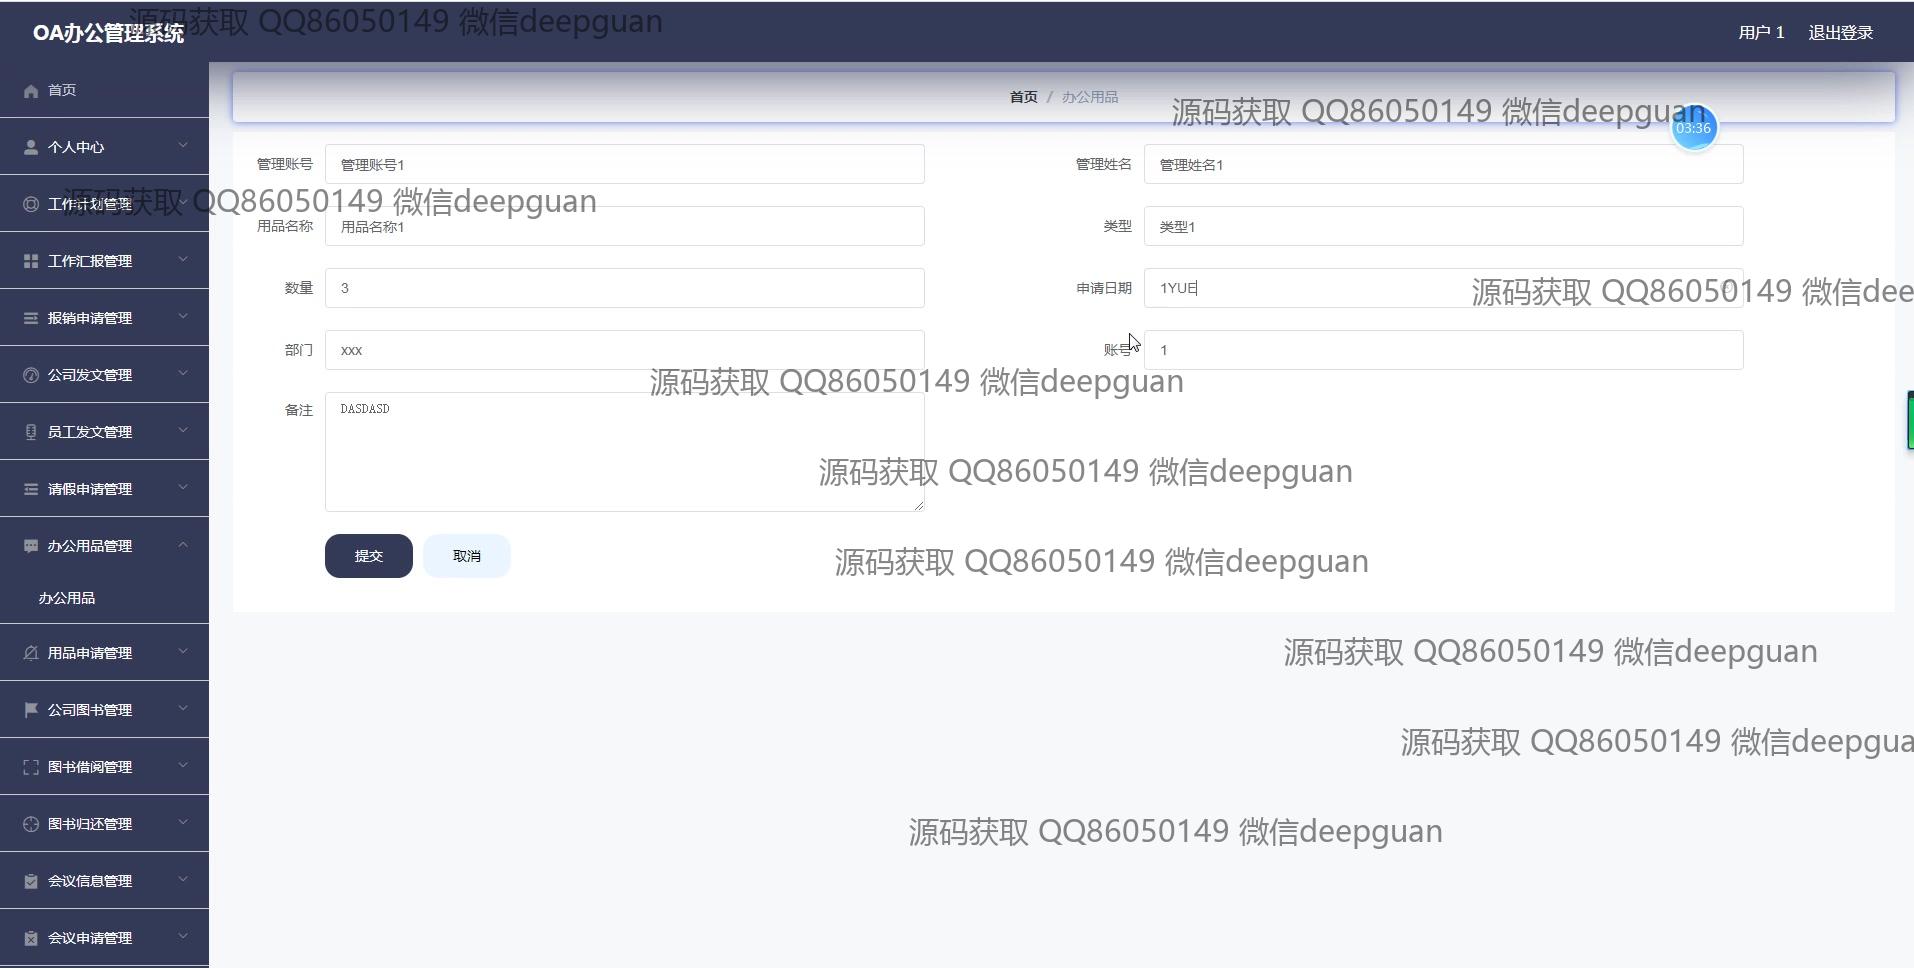 源码获取 QQ86050149 微信deepguan
OA办公管理系统
用户 1
退出登录
首页
首页 / 办公用品
源码获取 QQ86050149 微信deepguan
03:36
个人中心
管理账号 管理账号1
管理姓名 管理姓名1
工作计划管理
源码获取 QQ86050149 微信deepguan
用品名称 用品名称1
类型 类型1
工作汇报管理
数量 3
申请日期 1YUE
源码获取 QQ86050149 微信dee
报销申请管理
部门 xxx
账号 1
公司发文管理
源码获取 QQ86050149 微信deepguan
备注 DASDASD
员工发文管理
源码获取 QQ86050149 微信deepguan
请假申请管理
办公用品管理
提交 取消
源码获取 QQ86050149 微信deepguan
办公用品
用品申请管理
源码获取 QQ86050149 微信deepguan
公司图书管理
源码获取 QQ86050149 微信deepgua
图书借阅管理
图书归还管理
源码获取 QQ86050149 微信deepguan
会议信息管理
会议申请管理